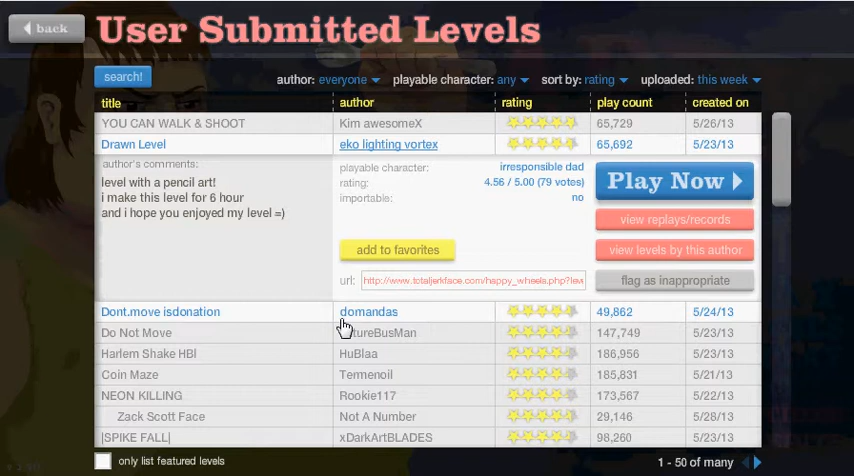 back
User Submitted Levels
search!
author: everyone playable character: any sort by: rating uploaded: this week
title author rating play count created on
YOU CAN WALK & SHOOT Kim awesomeX 65,729 5/26/13
Drawn Level eko lighting vortex 65,692 5/23/13
author's comments:
level with a pencil art!
i make this level for 6 hour
and i hope you enjoyed my level =)
playable character: irresponsible dad
rating: 4.56 / 5.00 (79 votes)
importable: no
Play Now
view replays/records
add to favorites
view levels by this author
url: http://www.totaljerkface.com/happy_wheels.php?lev
flag as inappropriate
Dont.move isdonation domandas 49,862 5/24/13
Do Not Move tureBusMan 147,749 5/23/13
Harlem Shake HBl HuBlaa 186,956 5/23/13
Coin Maze Termenoil 185,831 5/21/13
NEON KILLING Rookie117 173,567 5/22/13
Zack Scott Face Not A Number 29,146 5/28/13
|SPIKE FALL| xDarkArtBLADES 98,260 5/23/13
only list featured levels
1 - 50 of many